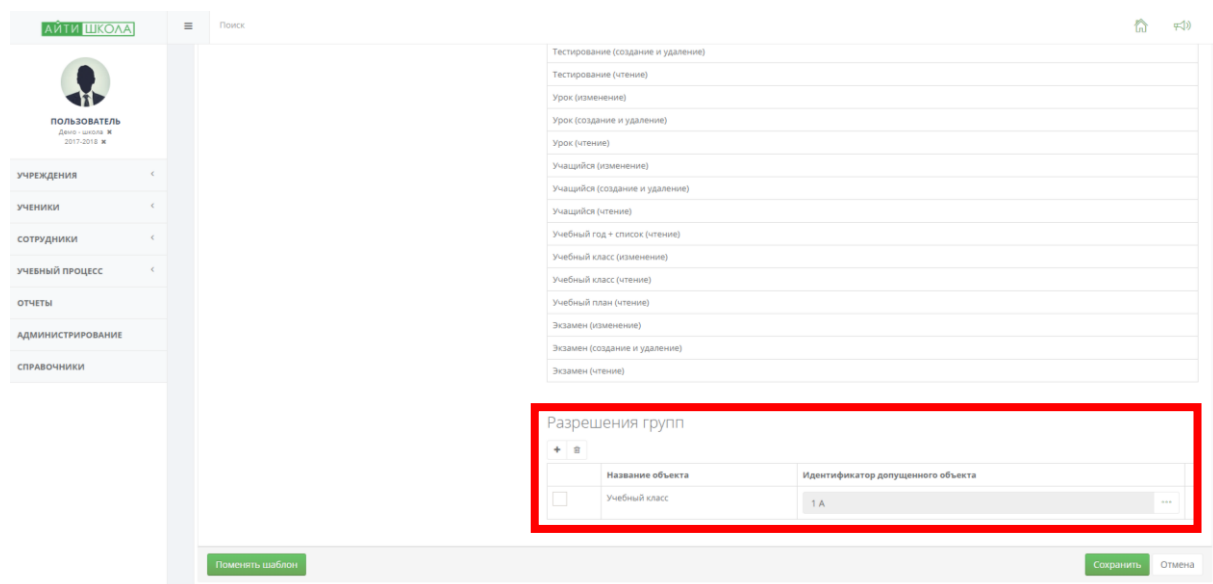 АЙТИ ШКОЛА
Поиск
ПОЛЬЗОВАТЕЛЬ
Демо - школа ✖
2017-2018 ✖
УЧРЕЖДЕНИЯ
УЧЕНИКИ
СОТРУДНИКИ
УЧЕБНЫЙ ПРОЦЕСС
ОТЧЕТЫ
АДМИНИСТРИРОВАНИЕ
СПРАВОЧНИКИ
Тестирование (создание и удаление)
Тестирование (чтение)
Урок (изменение)
Урок (создание и удаление)
Урок (чтение)
Учащийся (изменение)
Учащийся (создание и удаление)
Учащийся (чтение)
Учебный год + список (чтение)
Учебный класс (изменение)
Учебный класс (чтение)
Учебный план (чтение)
Экзамен (изменение)
Экзамен (создание и удаление)
Экзамен (чтение)
Разрешения групп
Название объекта Идентификатор допущенного объекта
Учебный класс 1 А
Поменять шаблон Сохранить Отмена